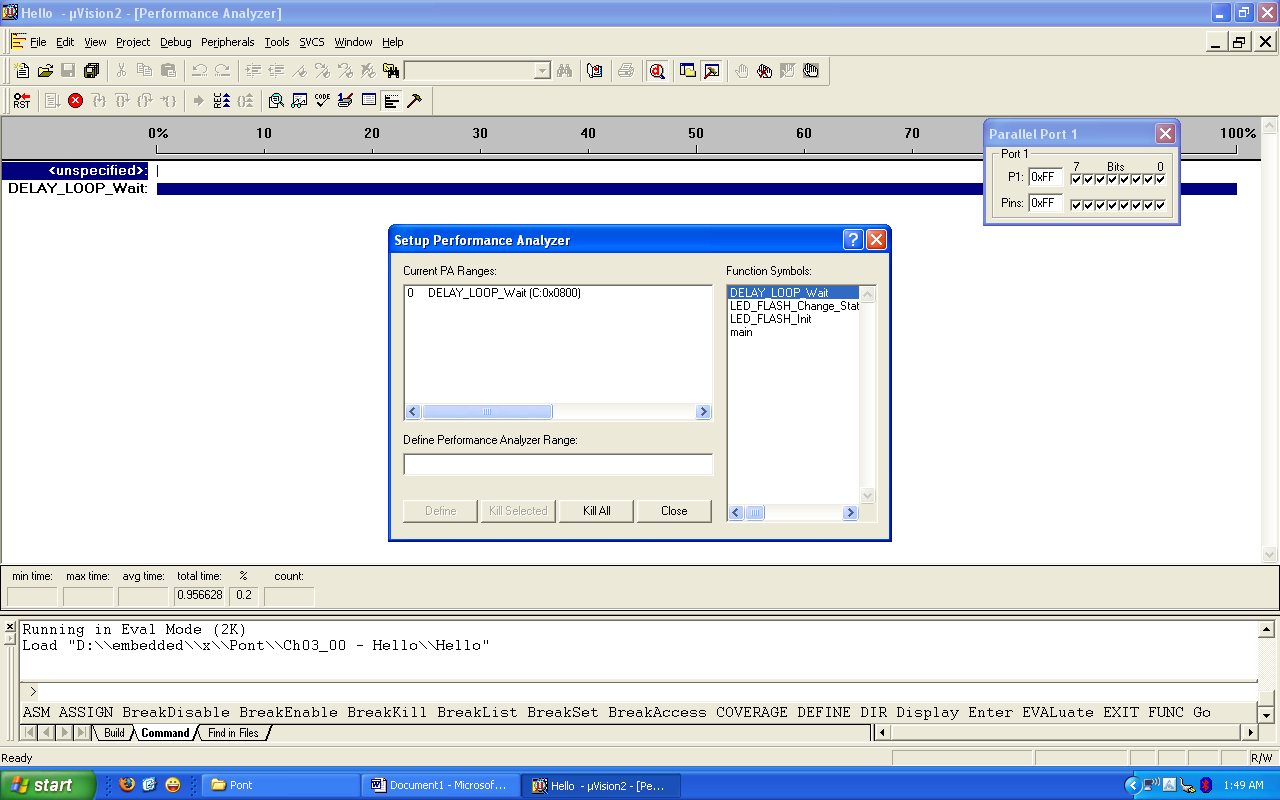 Hello - µVision2 - [Performance Analyzer]
File Edit View Project Debug Peripherals Tools SVCS Window Help
RST REC CODE
0% 10 20 30 40 50 60 70 100%
<unspecified>:
DELAY_LOOP_Wait:
Parallel Port 1
Port 1
7 Bits 0
P1: 0xFF
Pins: 0xFF
Setup Performance Analyzer
Current PA Ranges:
0 DELAY_LOOP_Wait (C:0x0800)
Define Performance Analyzer Range:
Define Kill Selected Kill All Close
Function Symbols:
DELAY_LOOP_Wait
LED_FLASH_Change_Stat
LED_FLASH_Init
main
min time: max time: avg time: total time: % count:
0.956628 0.2
Running in Eval Mode (2K)
Load "D:\\embedded\\x\\Pont\\Ch03_00 - Hello\\Hello"
>
ASM ASSIGN BreakDisable BreakEnable BreakKill BreakList BreakSet BreakAccess COVERAGE DEFINE DIR Display Enter EVALuate EXIT FUNC Go
Build Command Find in Files
Ready R/W
start Pont Document1 - Microsof... Hello - µVision2 - [Pe... 1:49 AM